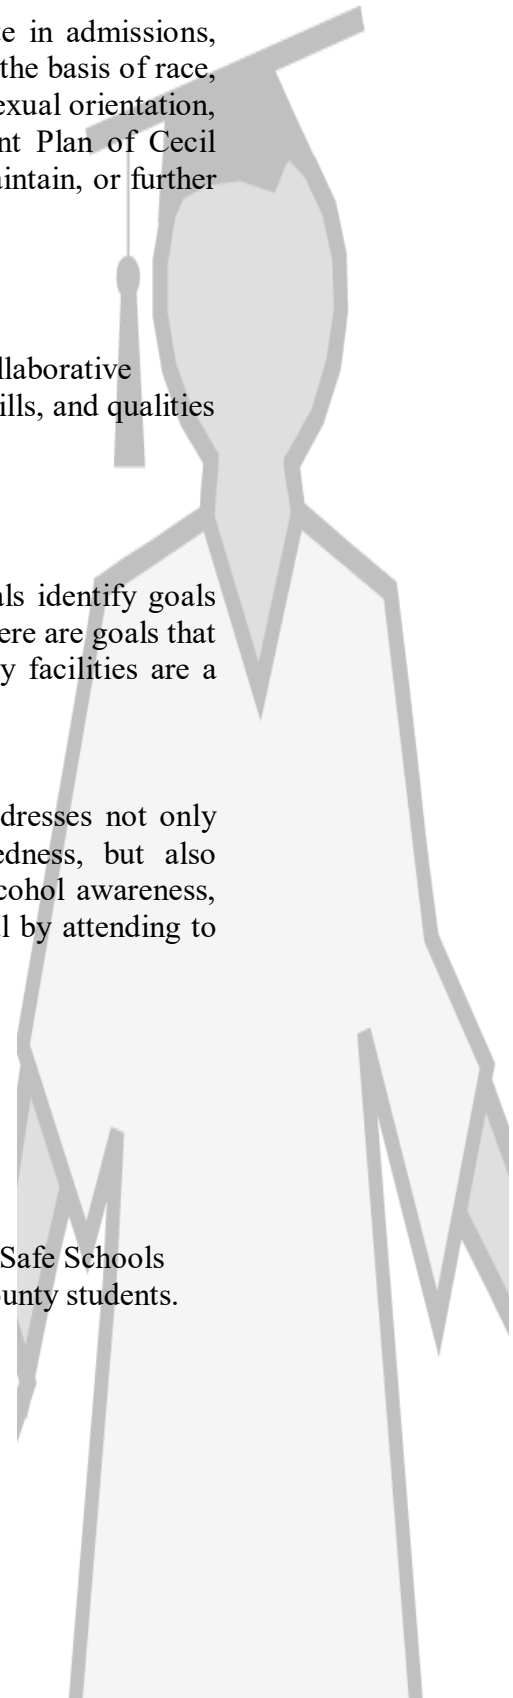 e in admissions,
the basis of race,
exual orientation,
nt Plan of Cecil
aintain, or further
llaborative
ills, and qualities
als identify goals
ere are goals that
y facilities are a
dresses not only
edness, but also
cohol awareness,
l by attending to
Safe Schools
ounty students.